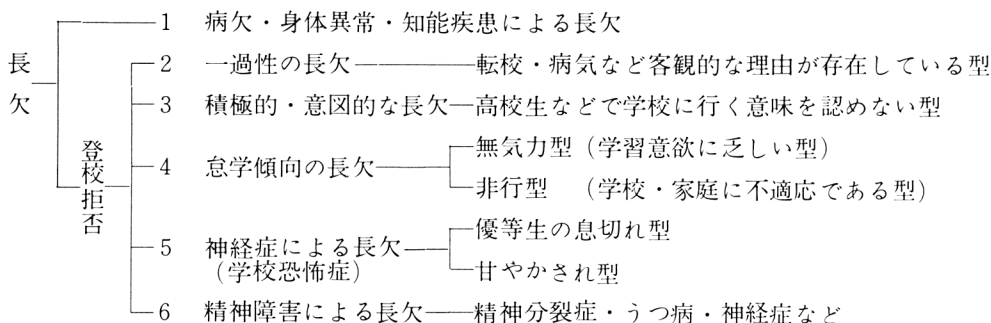 長欠
1 病欠・身体異常・知能疾患による長欠
登校拒否
2 一過性の長欠 転校・病気など客観的な理由が存在している型
3 積極的・意図的な長欠 高校生などで学校に行く意味を認めない型
4 怠学傾向の長欠 無気力型（学習意欲に乏しい型）
非行型 （学校・家庭に不適応である型）
5 神経症による長欠 優等生の息切れ型
（学校恐怖症） 甘やかされ型
6 精神障害による長欠 精神分裂症・うつ病・神経症など